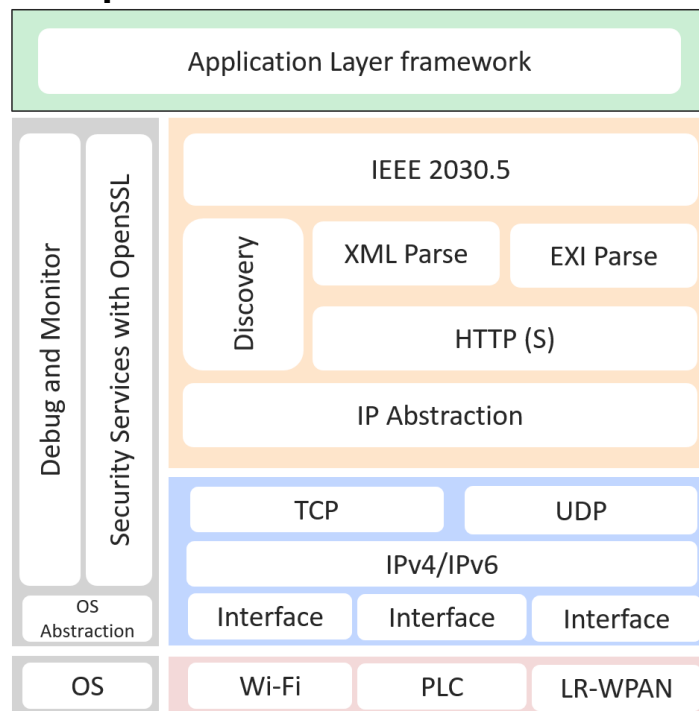 Application Layer framework
Debug and Monitor
Security Services with OpenSSL
IEEE 2030.5
Discovery
XML Parse
EXI Parse
HTTP (S)
IP Abstraction
TCP
UDP
IPv4/IPv6
OS
Abstraction
Interface
Interface
Interface
OS
Wi-Fi
PLC
LR-WPAN